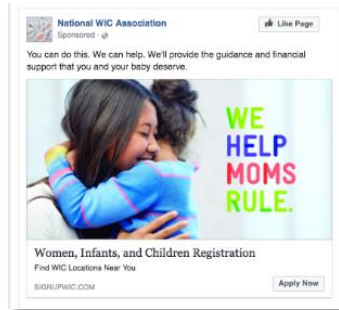 National WIC Association
Like Page
Sponsored ·
You can do this. We can help. We'll provide the guidance and financial
support that you and your baby deserve.
WE
HELP
MOMS
RULE.
Women, Infants, and Children Registration
Find WIC Locations Near You
SIGNUPWIC.COM
Apply Now